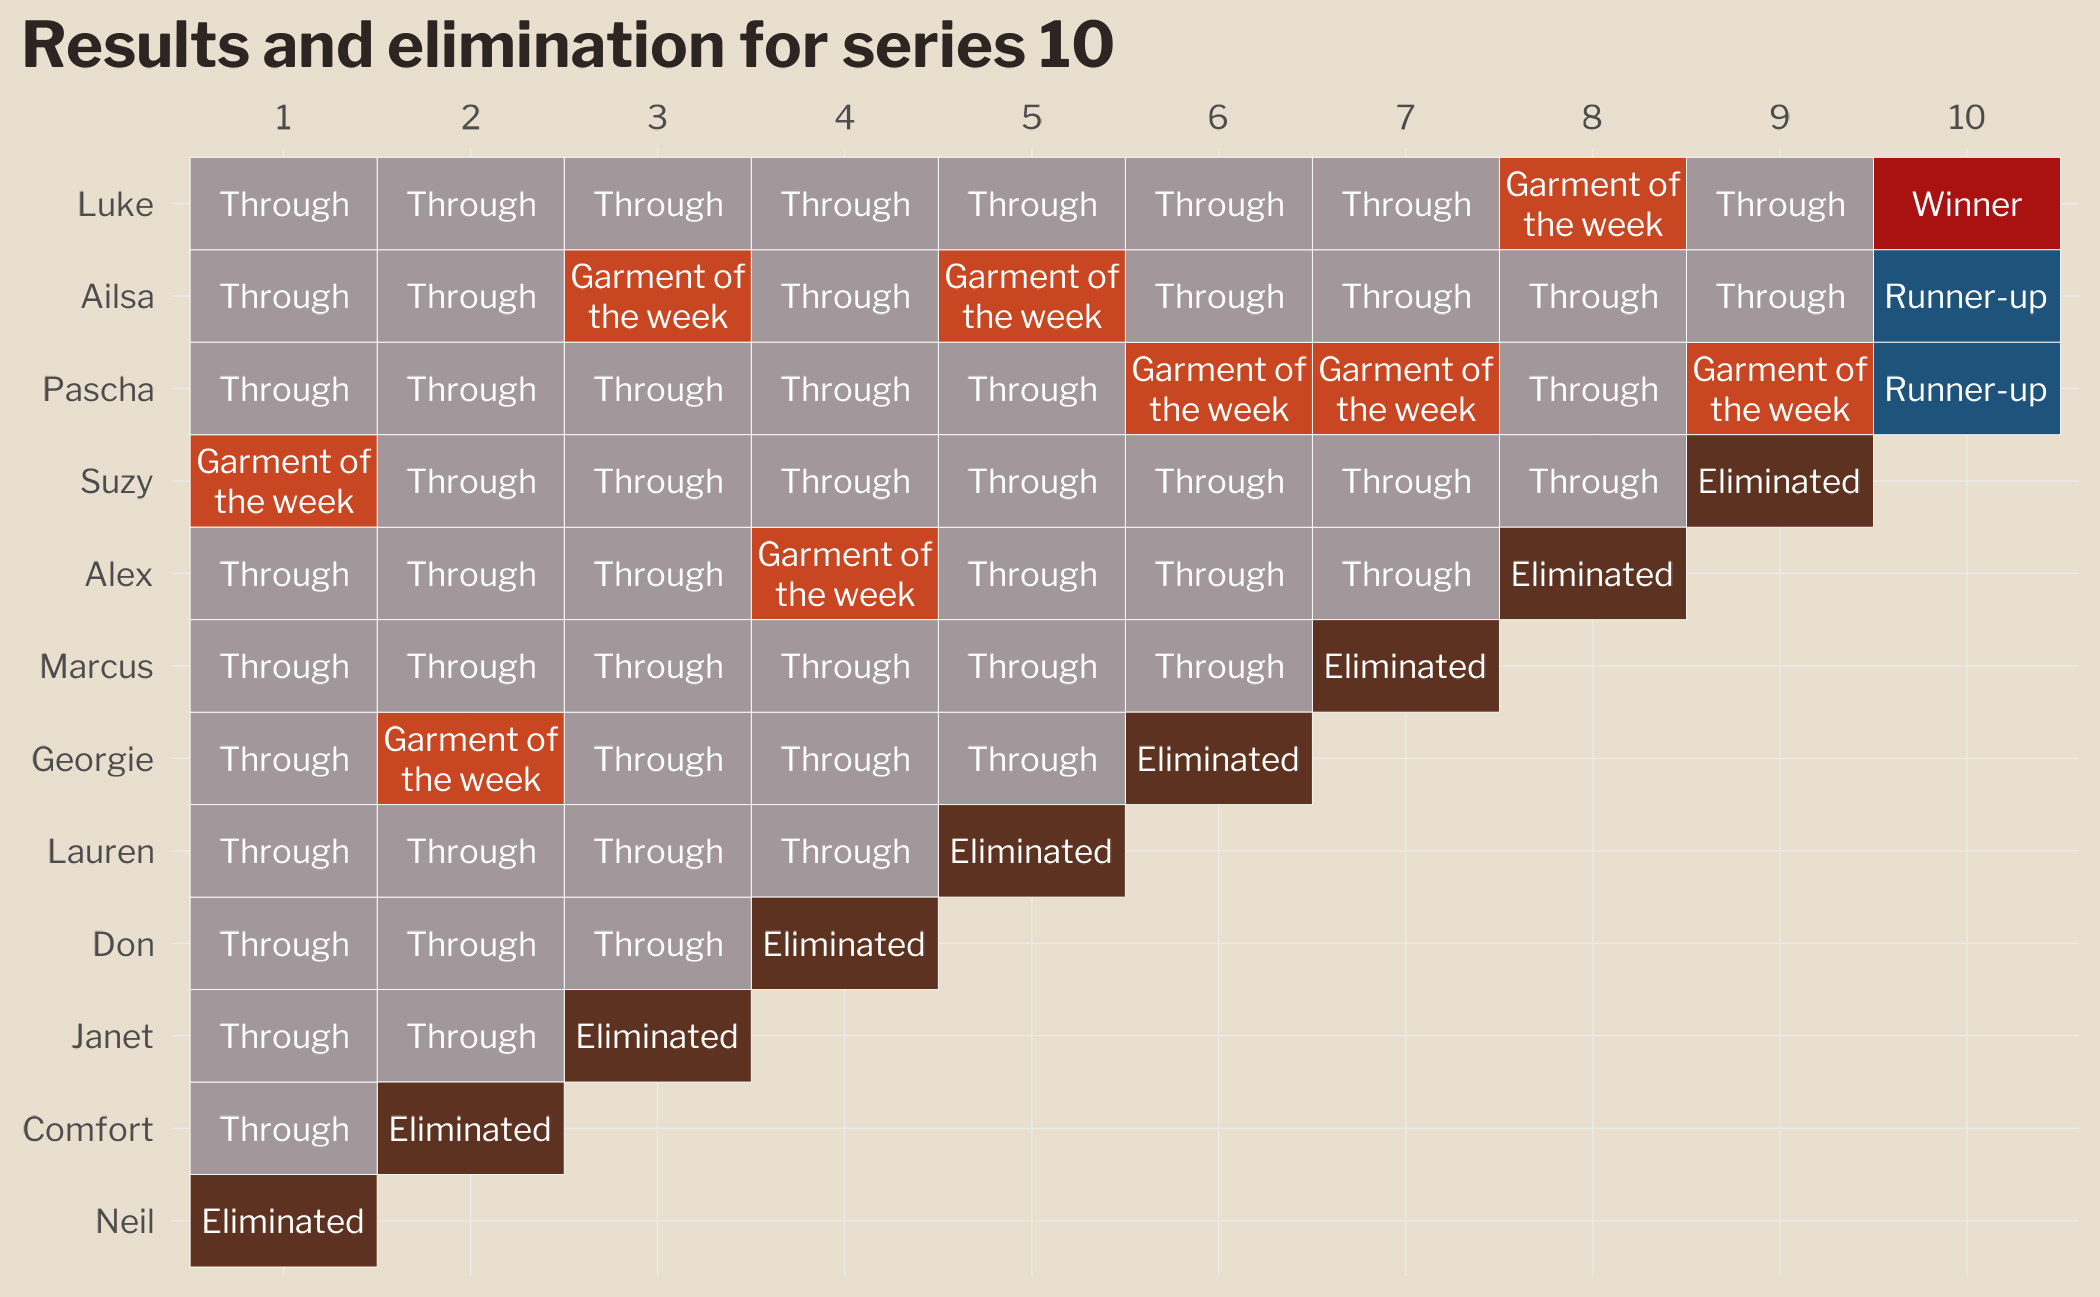 Results and elimination for series 10
1 2 3 4 5 6 7 8 9 10
Luke Through Through Through Through Through Through Through Garment of the week Through Winner
Ailsa Through Through Garment of the week Through Garment of the week Through Through Through Through Runner-up
Pascha Through Through Through Through Through Garment of the week Garment of the week Through Garment of the week Runner-up
Suzy Garment of the week Through Through Through Through Through Through Through Eliminated
Alex Through Through Through Garment of the week Through Through Through Eliminated
Marcus Through Through Through Through Through Through Eliminated
Georgie Through Garment of the week Through Through Through Eliminated
Lauren Through Through Through Through Eliminated
Don Through Through Through Eliminated
Janet Through Through Eliminated
Comfort Through Eliminated
Neil Eliminated